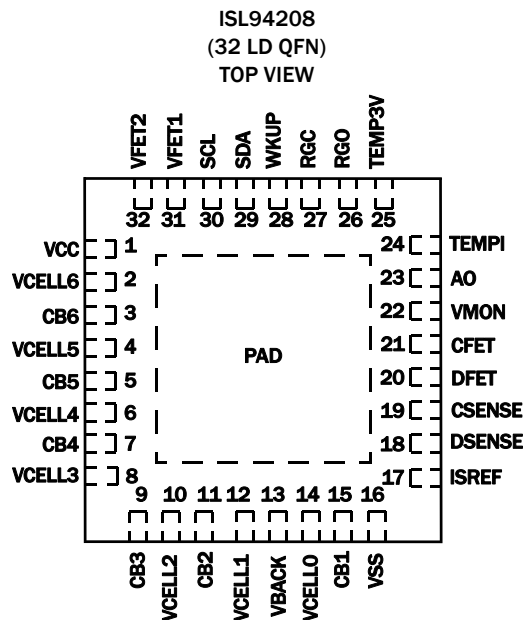 ISL94208
(32 LD QFN)
TOP VIEW
VFET2
VFET1
SCL
SDA
WKUP
RGC
RGO
TEMP3V
32 31 30 29 28 27 26 25
VCC 1
VCELL6 2
CB6 3
VCELL5 4
CB5 5
VCELL4 6
CB4 7
VCELL3 8
PAD
24 TEMPI
23 AO
22 VMON
21 CFET
20 DFET
19 CSENSE
18 DSENSE
17 ISREF
9 10 11 12 13 14 15 16
CB3
VCELL2
CB2
VCELL1
VBACK
VCELL0
CB1
VSS